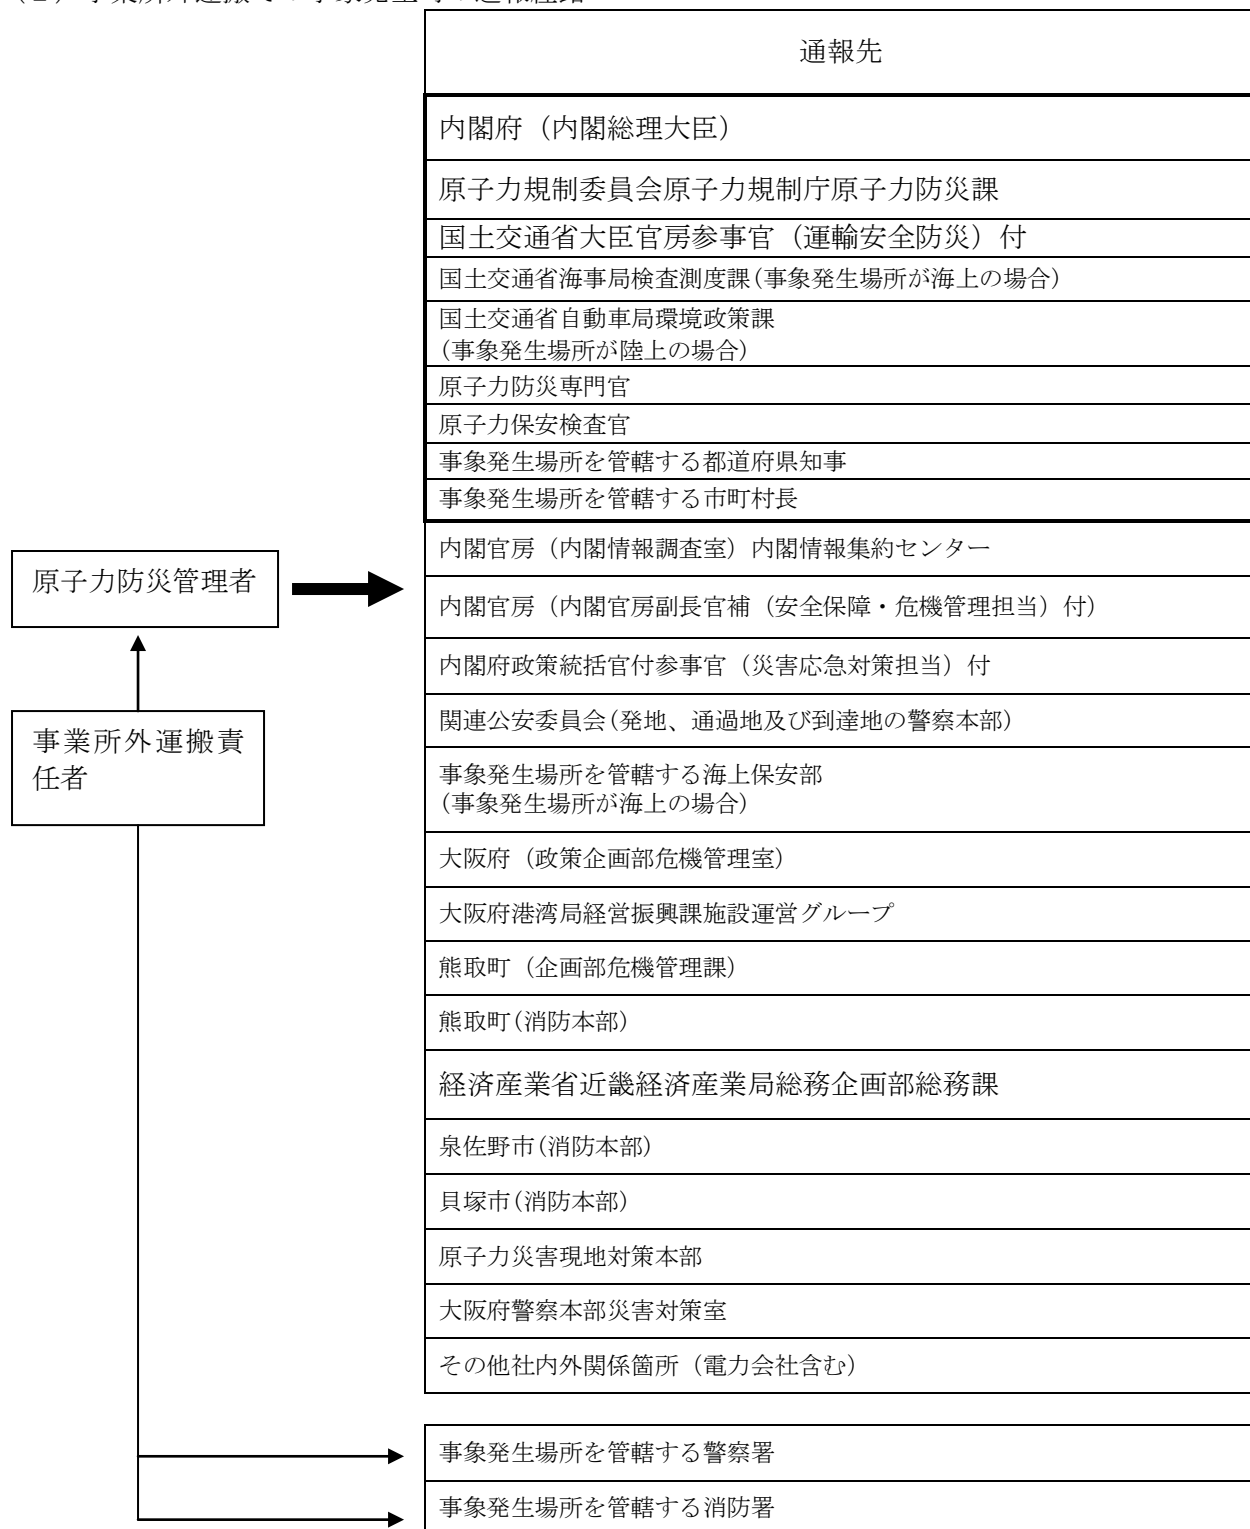 通報先
内閣府（内閣総理大臣）
原子力規制委員会原子力規制庁原子力防災課
国土交通省大臣官房参事官（運輸安全防災）付
国土交通省海事局検査測度課(事象発生場所が海上の場合)
国土交通省自動車局環境政策課
(事象発生場所が陸上の場合)
原子力防災専門官
原子力保安検査官
事象発生場所を管轄する都道府県知事
事象発生場所を管轄する市町村長
内閣官房（内閣情報調査室）内閣情報集約センター
内閣官房（内閣官房副長官補（安全保障・危機管理担当）付）
内閣府政策統括官付参事官（災害応急対策担当）付
関連公安委員会(発地、通過地及び到達地の警察本部)
事象発生場所を管轄する海上保安部
(事象発生場所が海上の場合)
大阪府（政策企画部危機管理室）
大阪府港湾局経営振興課施設運営グループ
熊取町（企画部危機管理課）
熊取町(消防本部)
経済産業省近畿経済産業局総務企画部総務課
泉佐野市(消防本部)
貝塚市(消防本部)
原子力災害現地対策本部
大阪府警察本部災害対策室
その他社内外関係箇所（電力会社含む）
原子力防災管理者
事業所外運搬責
任者
事象発生場所を管轄する警察署
事象発生場所を管轄する消防署